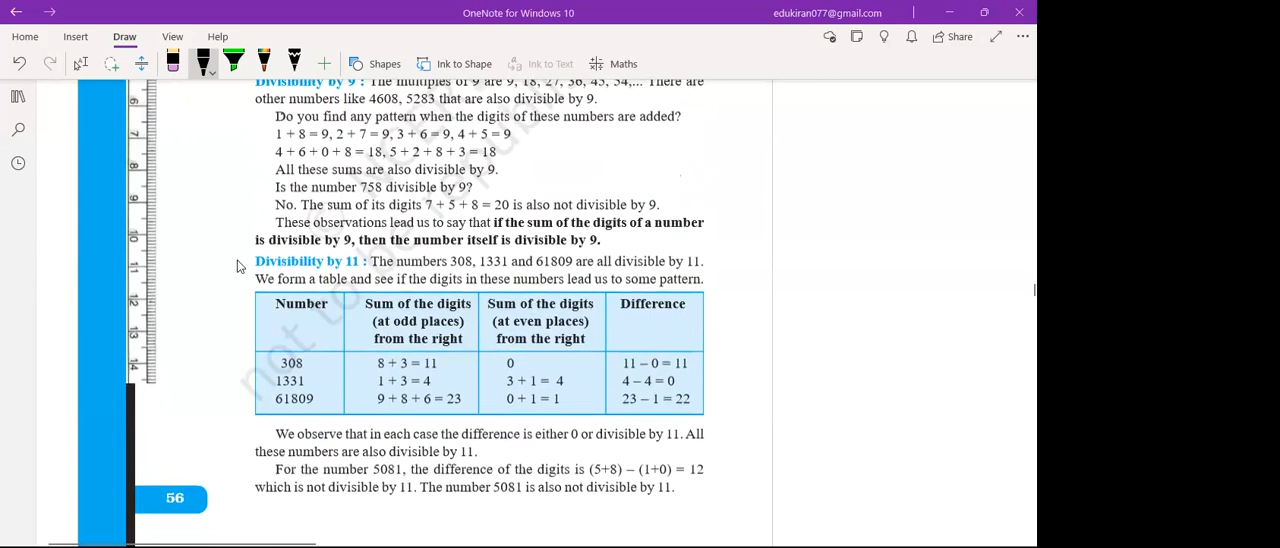 OneNote for Windows 10
edukiran077@gmail.com
Home Insert Draw View Help
Share
Shapes Ink to Shape Ink to Text Maths
Divisibility by 9 : The multiples of 9 are 9, 18, 27, 36, 45, 54,... There are
other numbers like 4608, 5283 that are also divisible by 9.
Do you find any pattern when the digits of these numbers are added?
1 + 8 = 9, 2 + 7 = 9, 3 + 6 = 9, 4 + 5 = 9
4 + 6 + 0 + 8 = 18, 5 + 2 + 8 + 3 = 18
All these sums are also divisible by 9.
Is the number 758 divisible by 9?
No. The sum of its digits 7 + 5 + 8 = 20 is also not divisible by 9.
These observations lead us to say that if the sum of the digits of a number
is divisible by 9, then the number itself is divisible by 9.
Divisibility by 11 : The numbers 308, 1331 and 61809 are all divisible by 11.
We form a table and see if the digits in these numbers lead us to some pattern.
Number Sum of the digits Sum of the digits Difference
(at odd places) (at even places)
from the right from the right
308 8 + 3 = 11 0 11 – 0 = 11
1331 1 + 3 = 4 3 + 1 = 4 4 – 4 = 0
61809 9 + 8 + 6 = 23 0 + 1 = 1 23 – 1 = 22
We observe that in each case the difference is either 0 or divisible by 11. All
these numbers are also divisible by 11.
For the number 5081, the difference of the digits is (5+8) – (1+0) = 12
which is not divisible by 11. The number 5081 is also not divisible by 11.
56
6
7
8
9
10
11
12
13
14
not to be republ